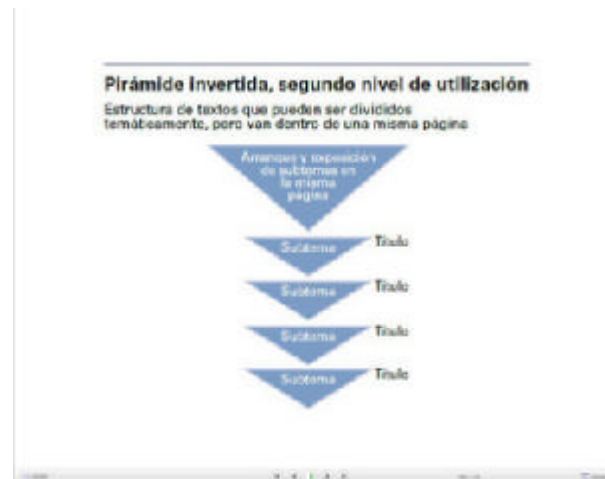 Pirámide invertida, segundo nivel de utilización
Estructura de textos que pueden ser divididos
temáticamente, pero van dentro de una misma página
Arranque y exposición
de subtemas en
la misma
página
Subtema
Título
Subtema
Título
Subtema
Título
Subtema
Título